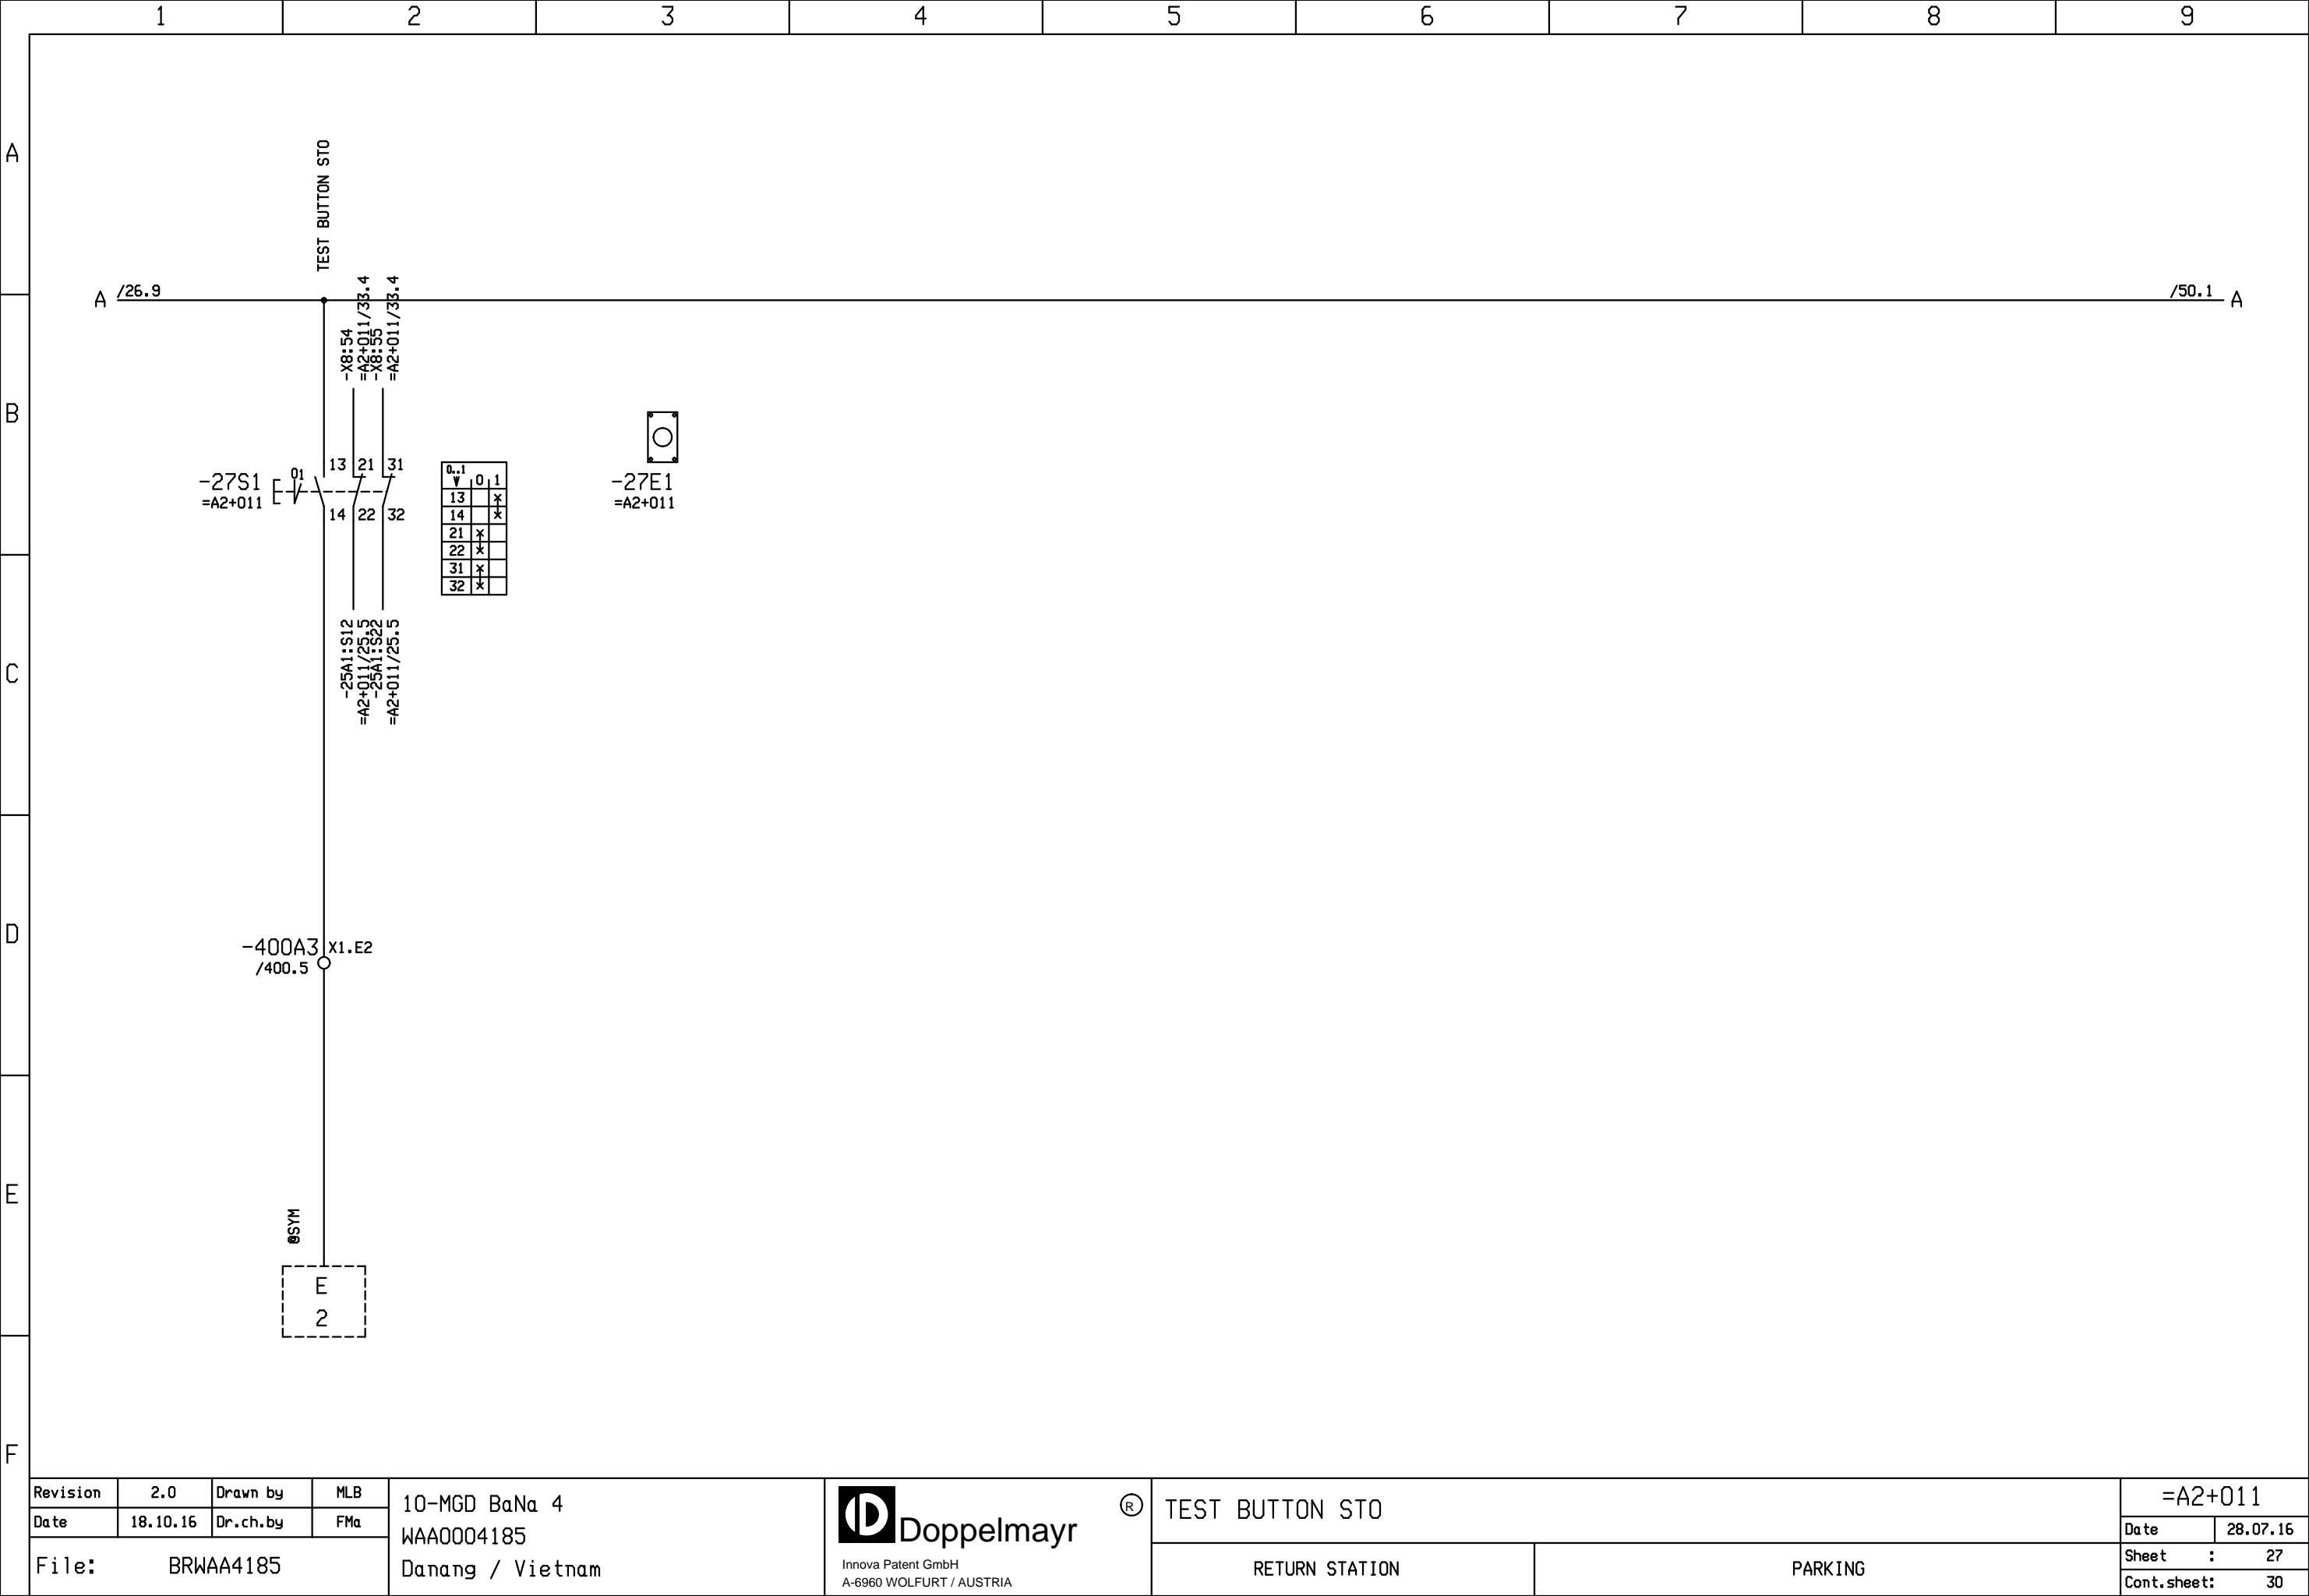 1 2 3 4 5 6 7 8 9
A
TEST BUTTON STO
A /26.9
/50.1 A
-X8:54
=A2+011/33.4
-X8:55
=A2+011/33.4
B
-27S1
=A2+011
01
13 21 31
14 22 32
0..1
0 1
13
14
21
22
31
32
-27E1
=A2+011
C
-25A1:S12
=A2+011/25.5
-25A1:S22
=A2+011/25.5
D
-400A3 X1.E2
/400.5
E
@SYM
E
2
F
Revision 2.0 Drawn by MLB
Date 18.10.16 Dr.ch.by FMa
File: BRWAA4185
10-MGD BaNa 4
WAA0004185
Danang / Vietnam
Doppelmayr ®
Innova Patent GmbH
A-6960 WOLFURT / AUSTRIA
TEST BUTTON STO
RETURN STATION
PARKING
=A2+011
Date 28.07.16
Sheet : 27
Cont.sheet: 30